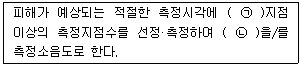 피해가 예상되는 적절한 측정시각에 ( ㉠ )지점
이상의 측정지점수를 선정·측정하여 ( ㉡ )을/를
측정소음도로 한다.